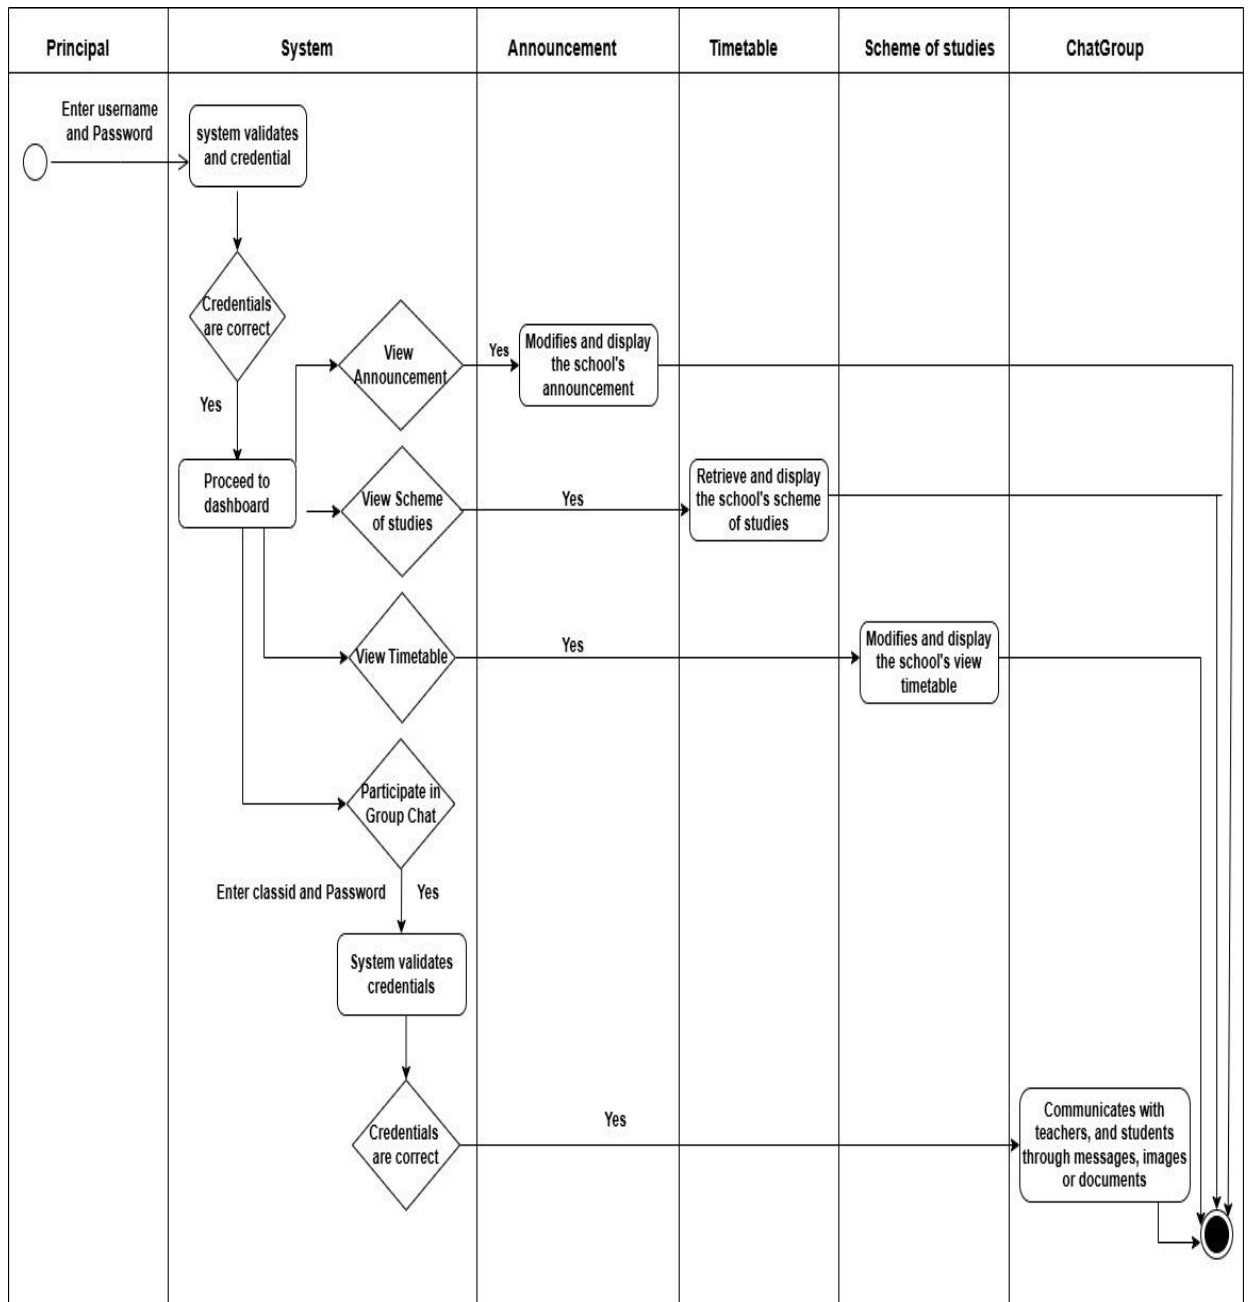 Principal
System
Announcement
Timetable
Scheme of studies
ChatGroup
Enter username
and Password
system validates
and credential
Credentials
are correct
Yes
Proceed to
dashboard
View
Announcement
Yes
Modifies and display
the school's
announcement
View Scheme
of studies
Yes
Retrieve and display
the school's scheme
of studies
View Timetable
Yes
Modifies and display
the school's view
timetable
Participate in
Group Chat
Enter classid and Password
Yes
System validates
credentials
Credentials
are correct
Yes
Communicates with
teachers, and students
through messages, images
or documents